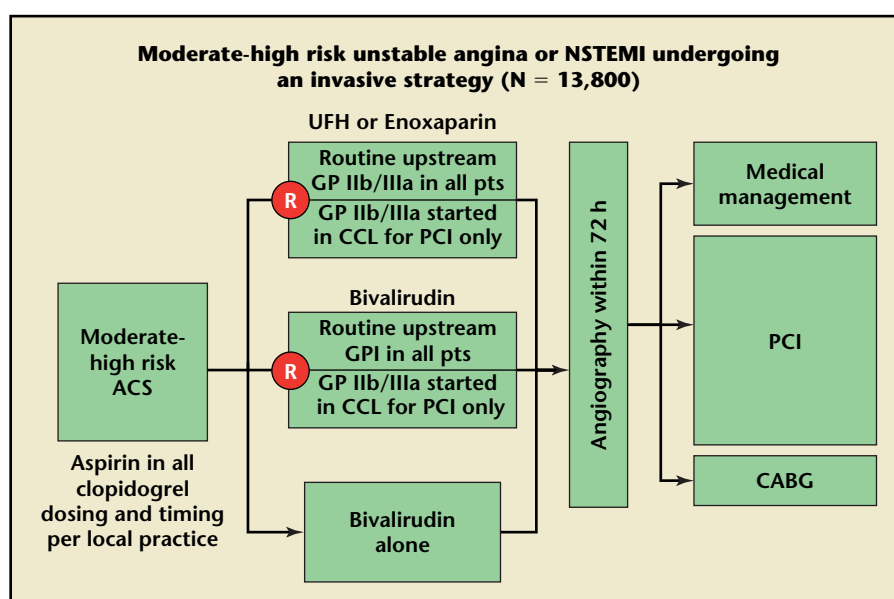 Moderate-high risk unstable angina or NSTEMI undergoing
an invasive strategy (N = 13,800)
UFH or Enoxaparin
Routine upstream
GP IIb/IIIa in all pts
R
GP IIb/IIIa started
in CCL for PCI only
Moderate-
high risk
ACS
Aspirin in all
clopidogrel
dosing and timing
per local practice
Bivalirudin
Routine upstream
GPI in all pts
R
GP IIb/IIIa started
in CCL for PCI only
Bivalirudin
alone
Angiography within 72 h
Medical
management
PCI
CABG